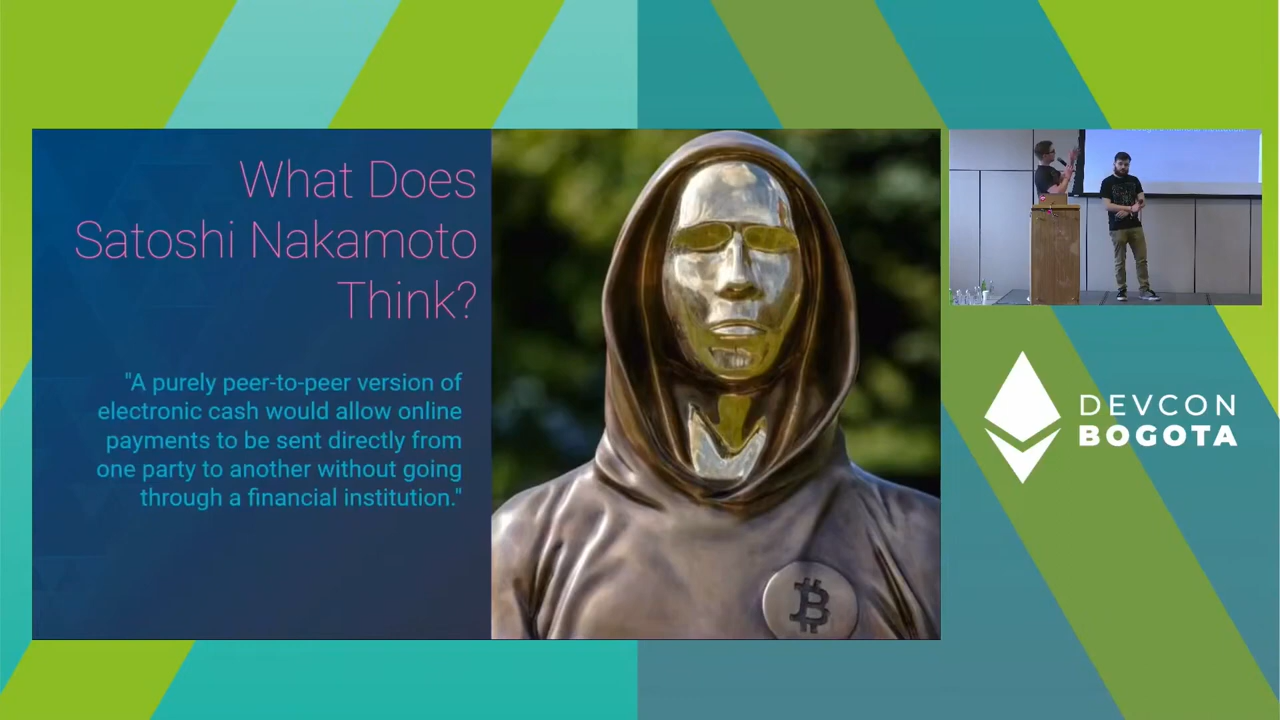 What Does
Satoshi Nakamoto
Think?
"A purely peer-to-peer version of
electronic cash would allow online
payments to be sent directly from
one party to another without going
through a financial institution."
DEVCON
BOGOTA